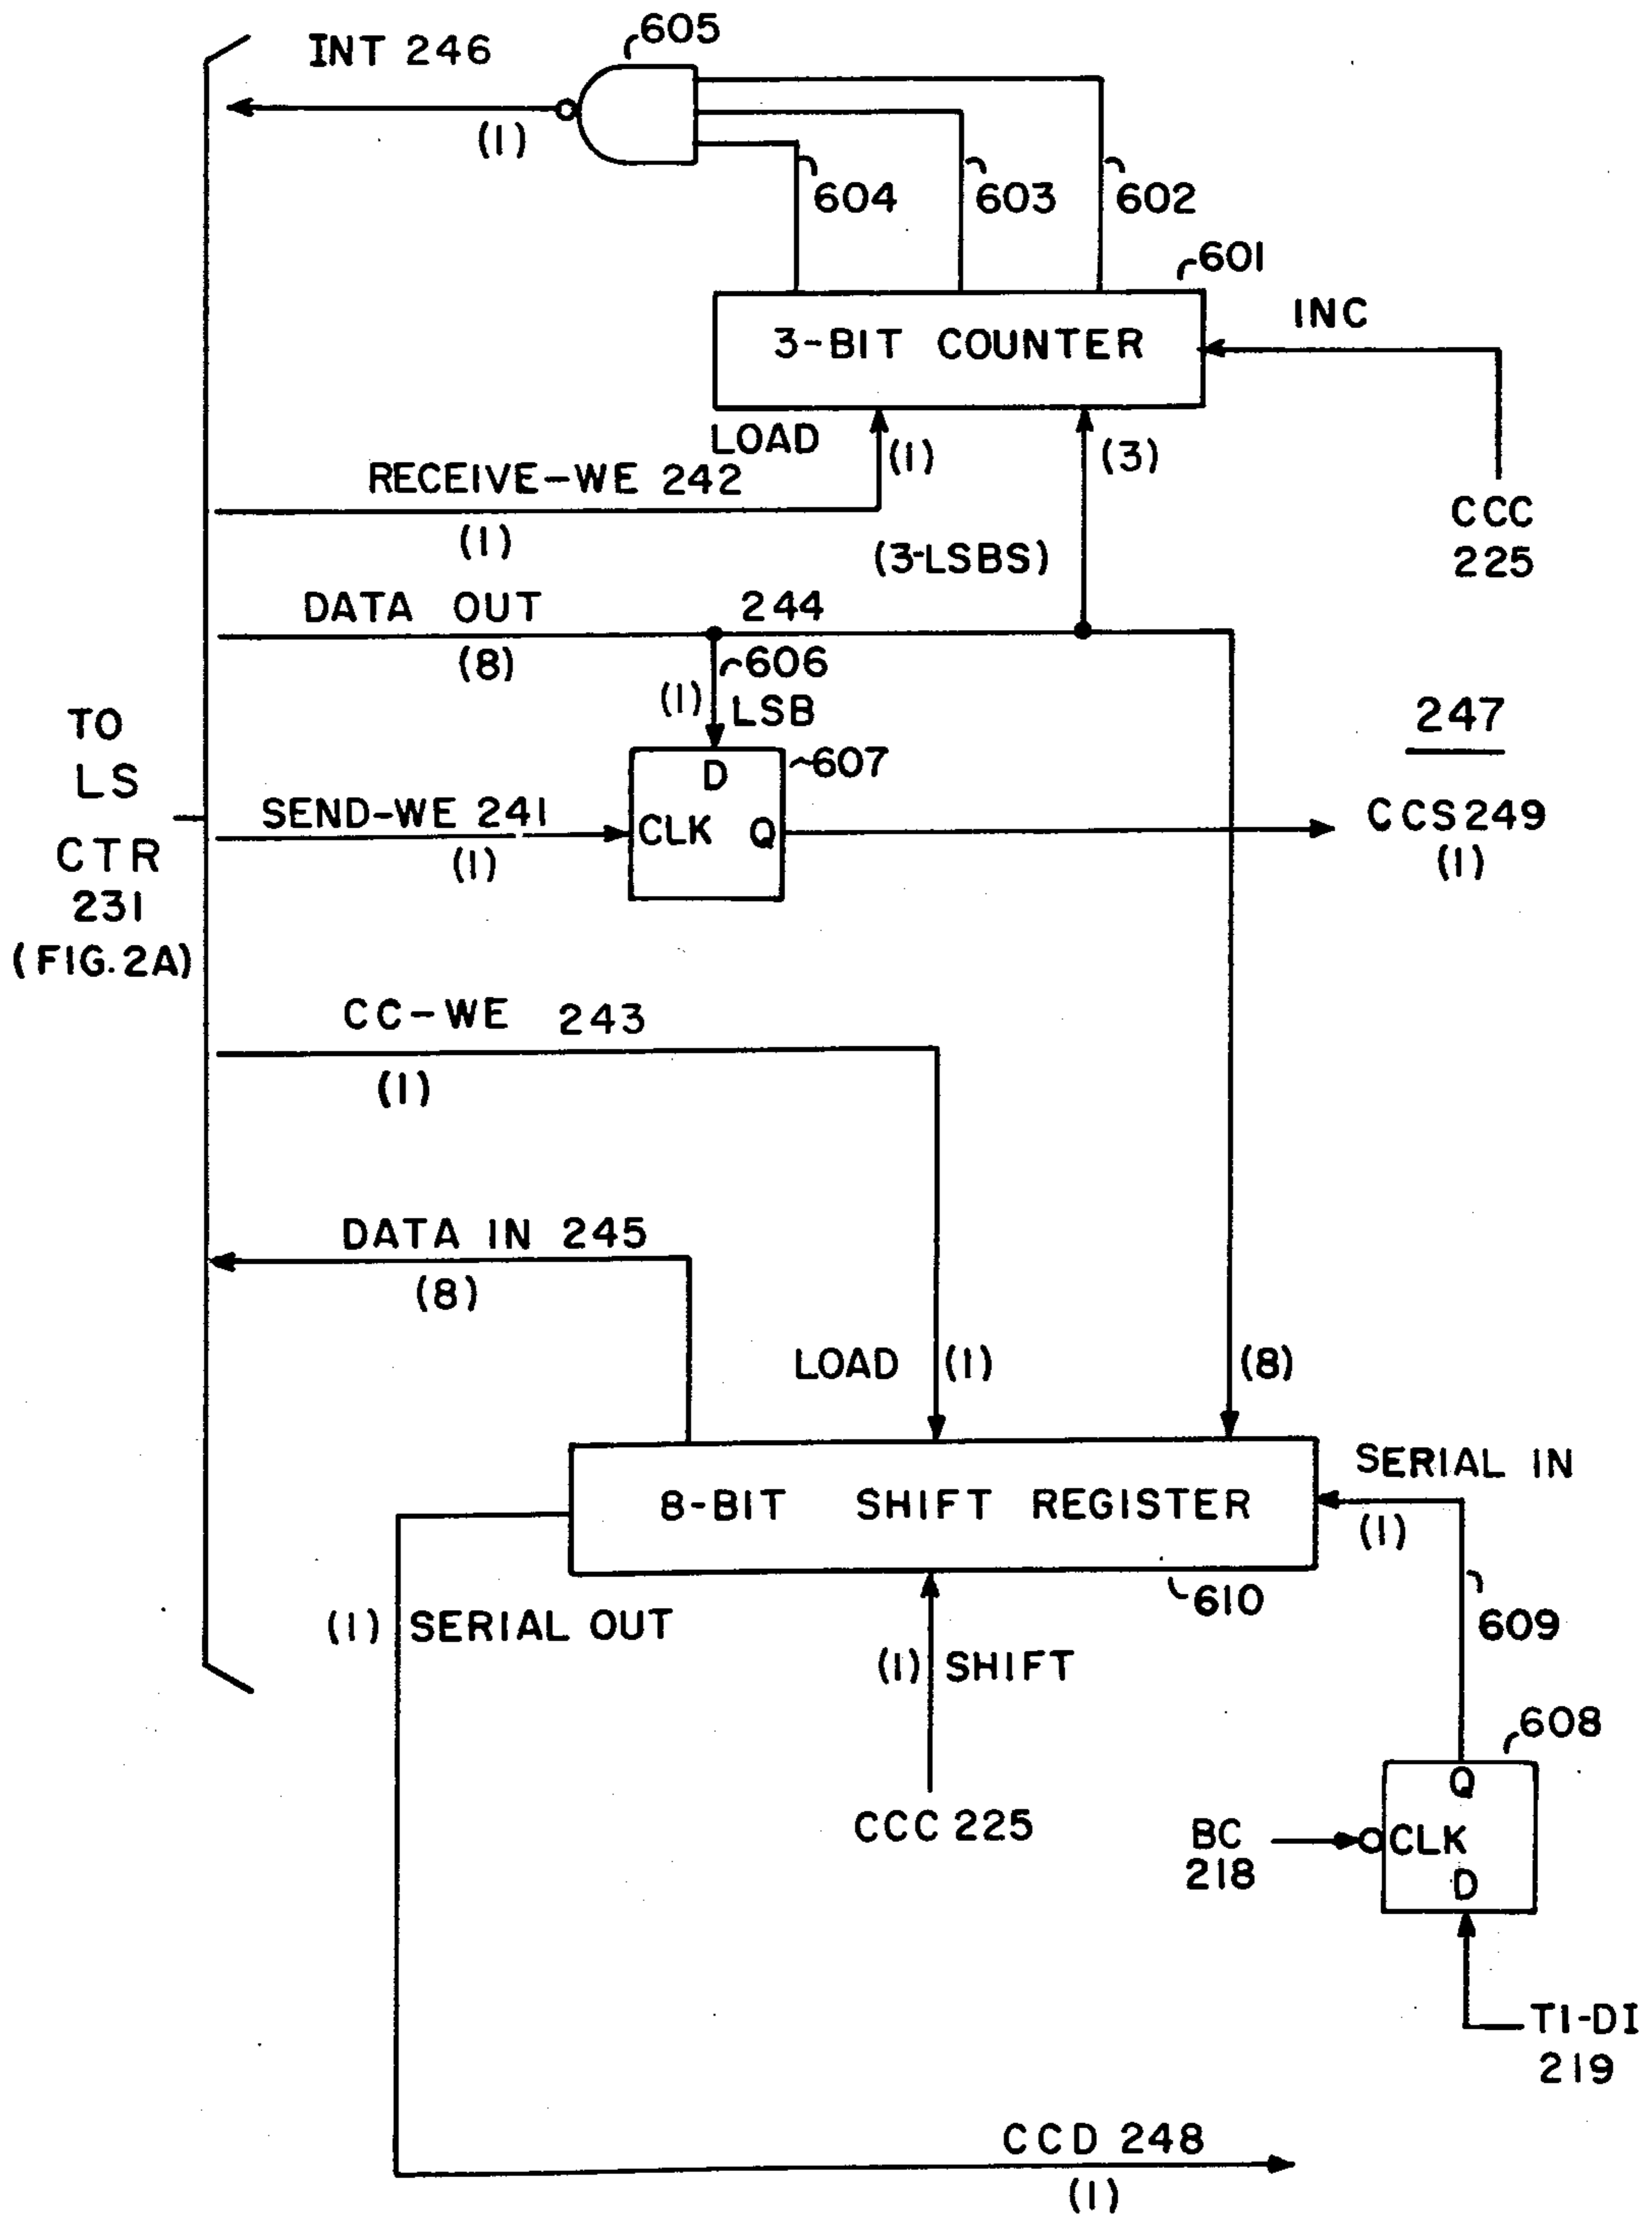 605
INT 246
(1)
604
603
602
601
INC
3-BIT COUNTER
LOAD
(1)
(3)
RECEIVE-WE 242
(1)
CCC
225
(3-LSBS)
DATA OUT
244
(8)
606
(1)
LSB
247
TO
LS
CTR
231
(FIG.2A)
D
607
SEND-WE 241
(1)
CLK
Q
CCS249
(1)
CC-WE 243
(1)
DATA IN 245
(8)
LOAD
(1)
(8)
SERIAL IN
8-BIT SHIFT REGISTER
(1)
610
609
(1) SERIAL OUT
(1) SHIFT
608
Q
CCC 225
BC
218
CLK
D
T1-DI
219
CCD 248
(1)